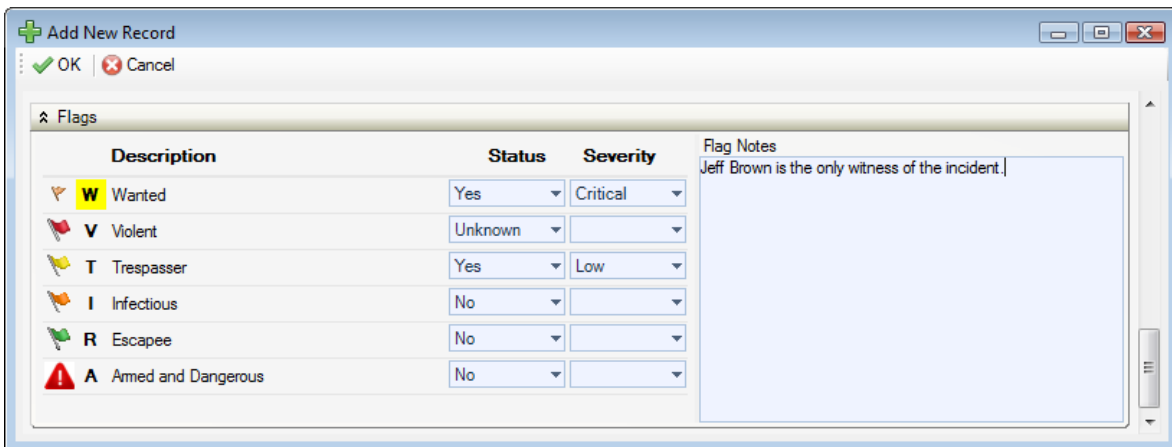 Add New Record
OK Cancel
Flags
Description Status Severity
Flag Notes
Jeff Brown is the only witness of the incident.
W Wanted Yes Critical
V Violent Unknown
T Trespasser Yes Low
I Infectious No
R Escapee No
A Armed and Dangerous No